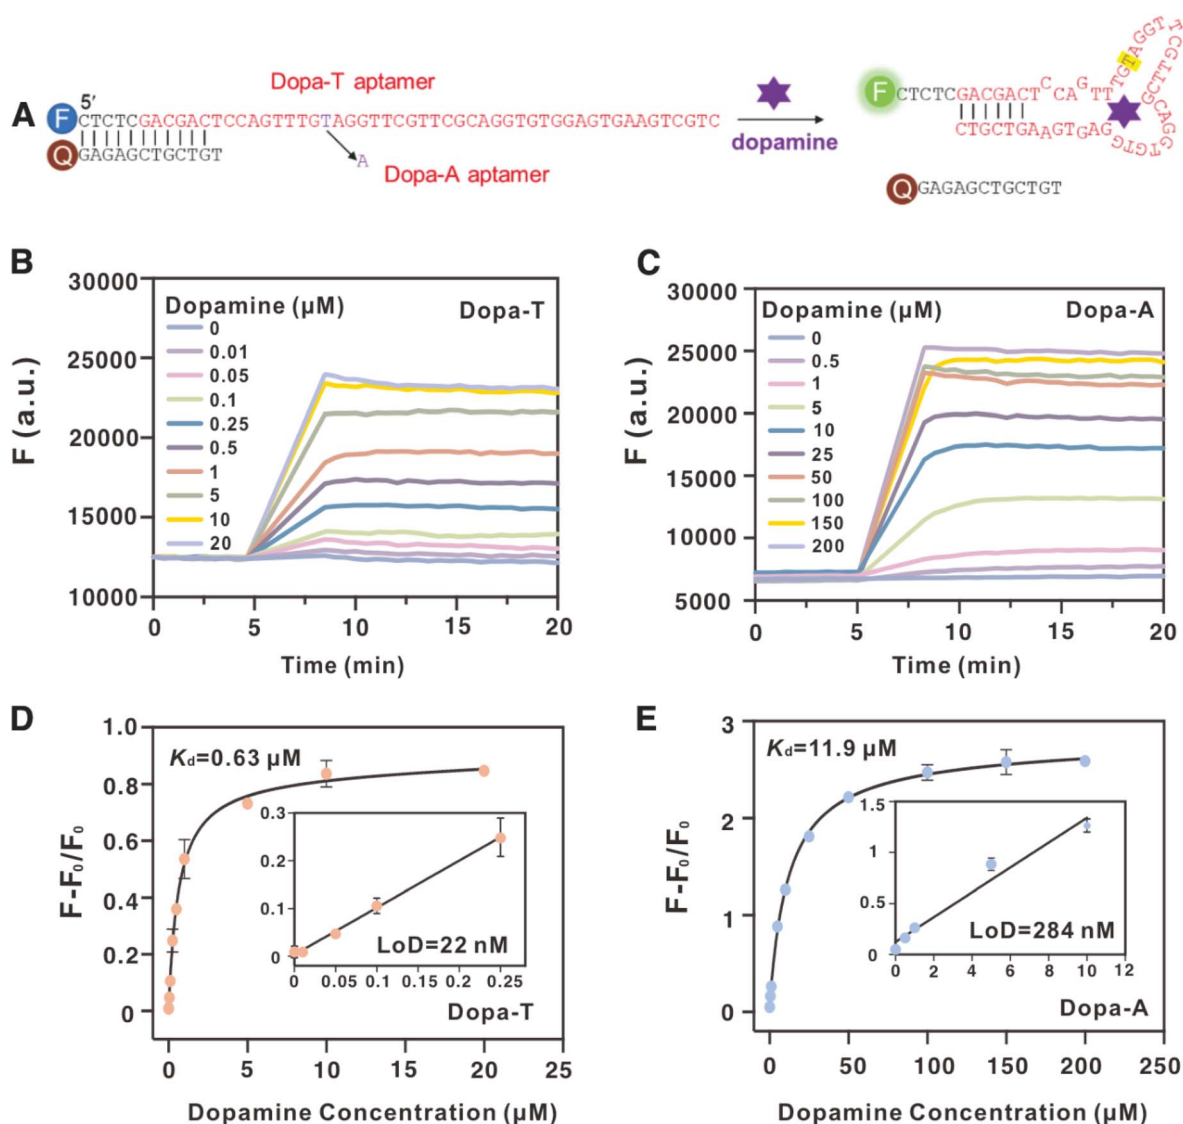 A
Dopa-T aptamer
5'
F
CTCTCGACGACTCCAGTTTGTAGGTTCGTTCGCAGGTGTGGAGTGAAGTCGTC
Q
GAGAGCTGCTGT
A
Dopa-A aptamer
dopamine
F
CTCTCGACGACTCCAGTTTGTAGGTT
CTGCTGAAGTGAG
Q
GAGAGCTGCTGT
B
30000
25000
20000
15000
10000
F (a.u.)
Dopamine (μM)
Dopa-T
0
0.01
0.05
0.1
0.25
0.5
1
5
10
20
0 5 10 15 20
Time (min)
C
30000
25000
20000
15000
10000
5000
F (a.u.)
Dopamine (μM)
Dopa-A
0
0.5
1
5
10
25
50
100
150
200
0 5 10 15 20
Time (min)
D
1.0
0.8
0.6
0.4
0.2
0
F-F₀/F₀
Kd=0.63 μM
0.3
0.2
0.1
0
LoD=22 nM
0 0.05 0.1 0.15 0.2 0.25
Dopa-T
0 5 10 15 20 25
Dopamine Concentration (μM)
E
3
2
1
0
F-F₀/F₀
Kd=11.9 μM
1.5
1
0.5
0
LoD=284 nM
0 2 4 6 8 10 12
Dopa-A
0 50 100 150 200 250
Dopamine Concentration (μM)